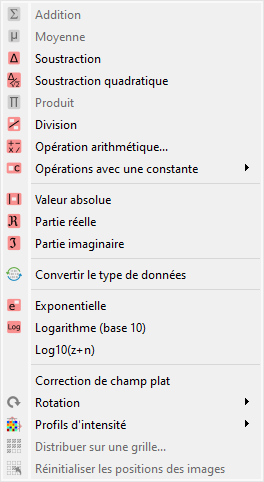 Σ Addition
μ Moyenne
Δ Soustraction
Δ/√2 Soustraction quadratique
Π Produit
Division
+- ×÷ Opération arithmétique...
C Opérations avec une constante
Valeur absolue
ℜ Partie réelle
ℑ Partie imaginaire
Convertir le type de données
e Exponentielle
Log Logarithme (base 10)
Log10(z+n)
Correction de champ plat
Rotation
Profils d'intensité
Distribuer sur une grille...
Réinitialiser les positions des images